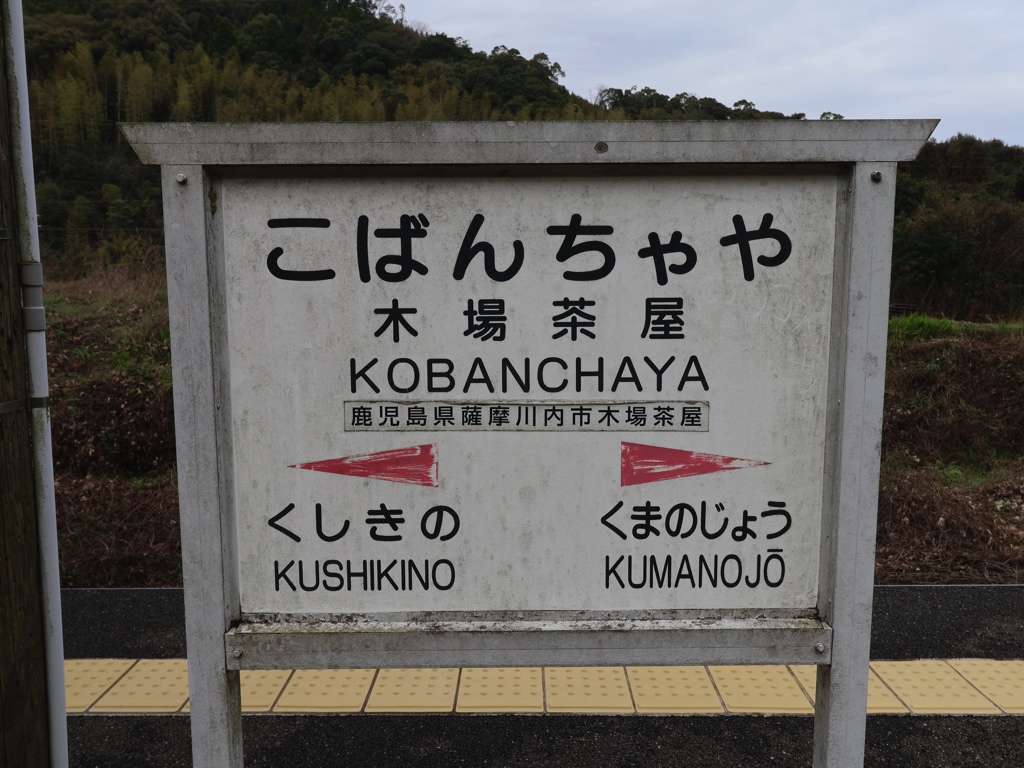 こばんちゃや
木場茶屋
KOBANCHAYA
鹿児島県薩摩川内市木場茶屋
くしきの くまのじょう
KUSHIKINO KUMANOJŌ